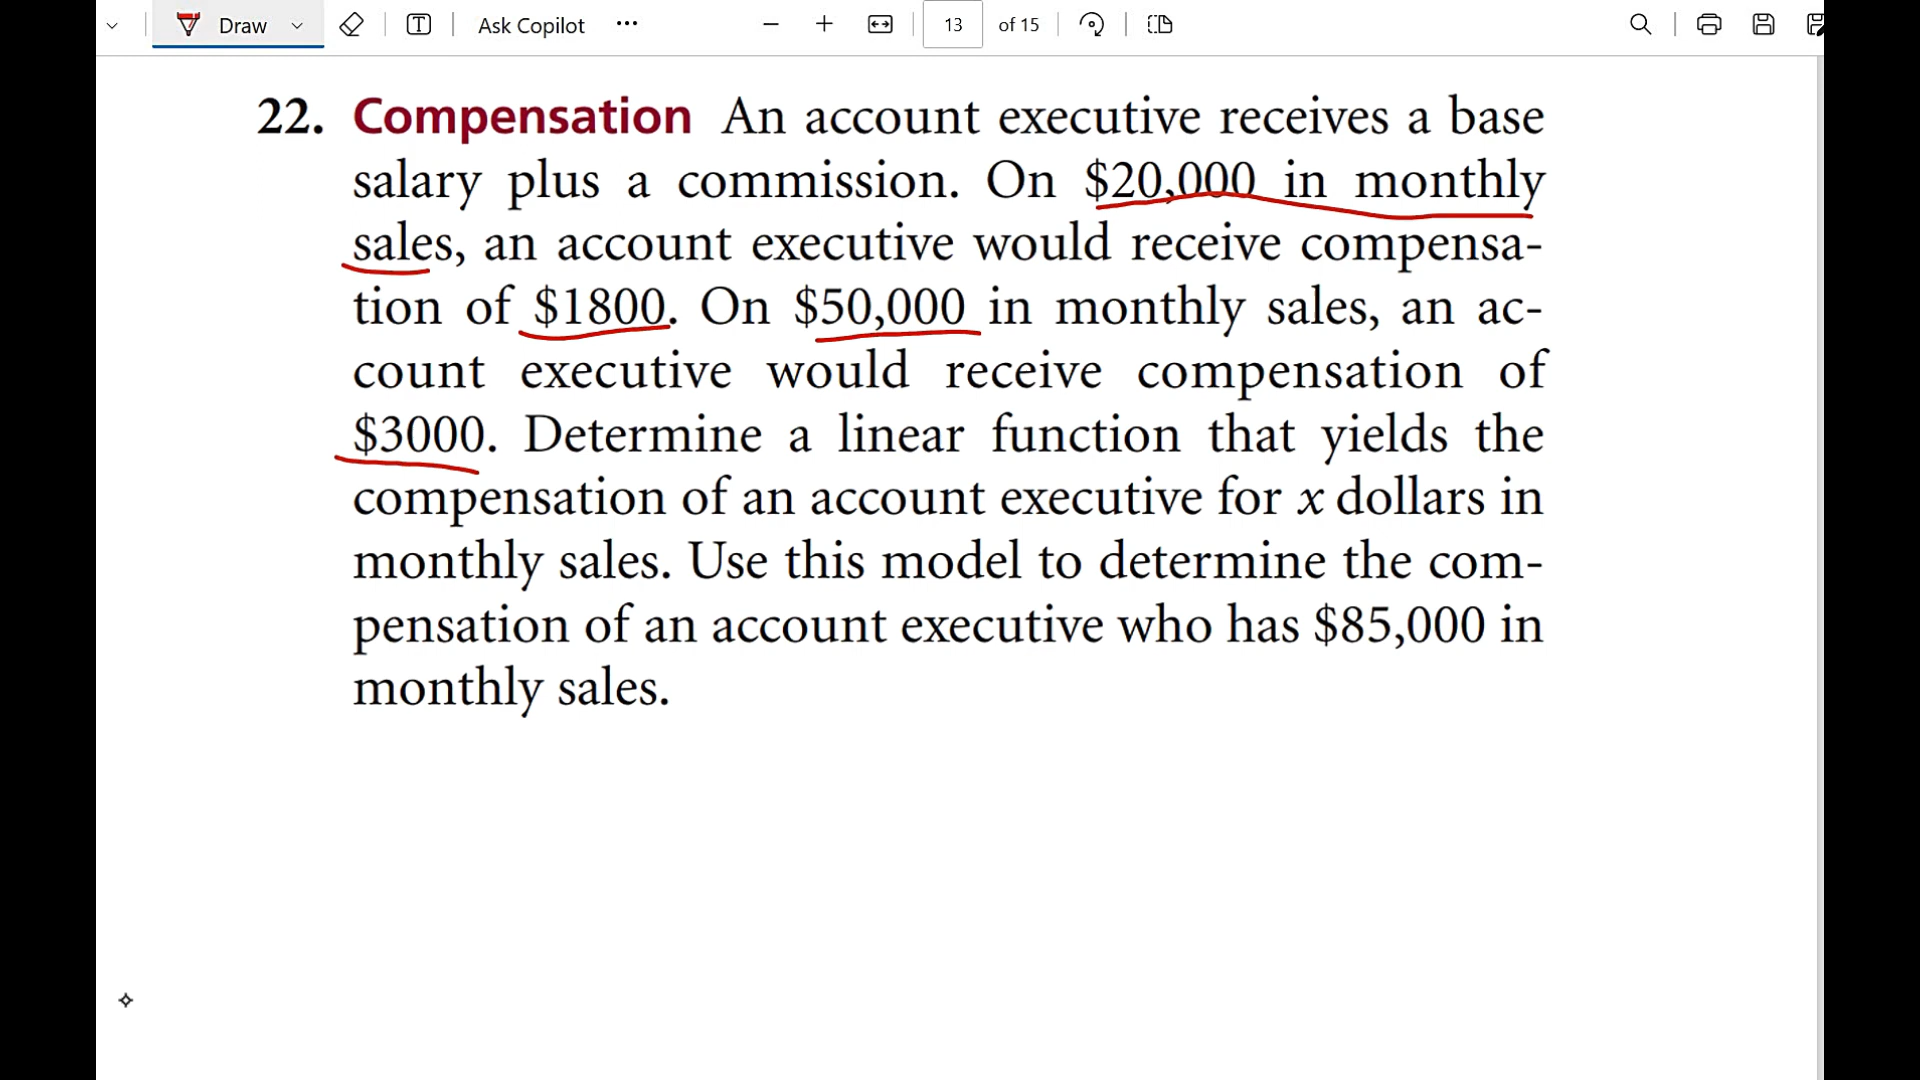 Draw
Ask Copilot
13 of 15
22. Compensation An account executive receives a base
salary plus a commission. On $20,000 in monthly
sales, an account executive would receive compensa-
tion of $1800. On $50,000 in monthly sales, an ac-
count executive would receive compensation of
$3000. Determine a linear function that yields the
compensation of an account executive for x dollars in
monthly sales. Use this model to determine the com-
pensation of an account executive who has $85,000 in
monthly sales.